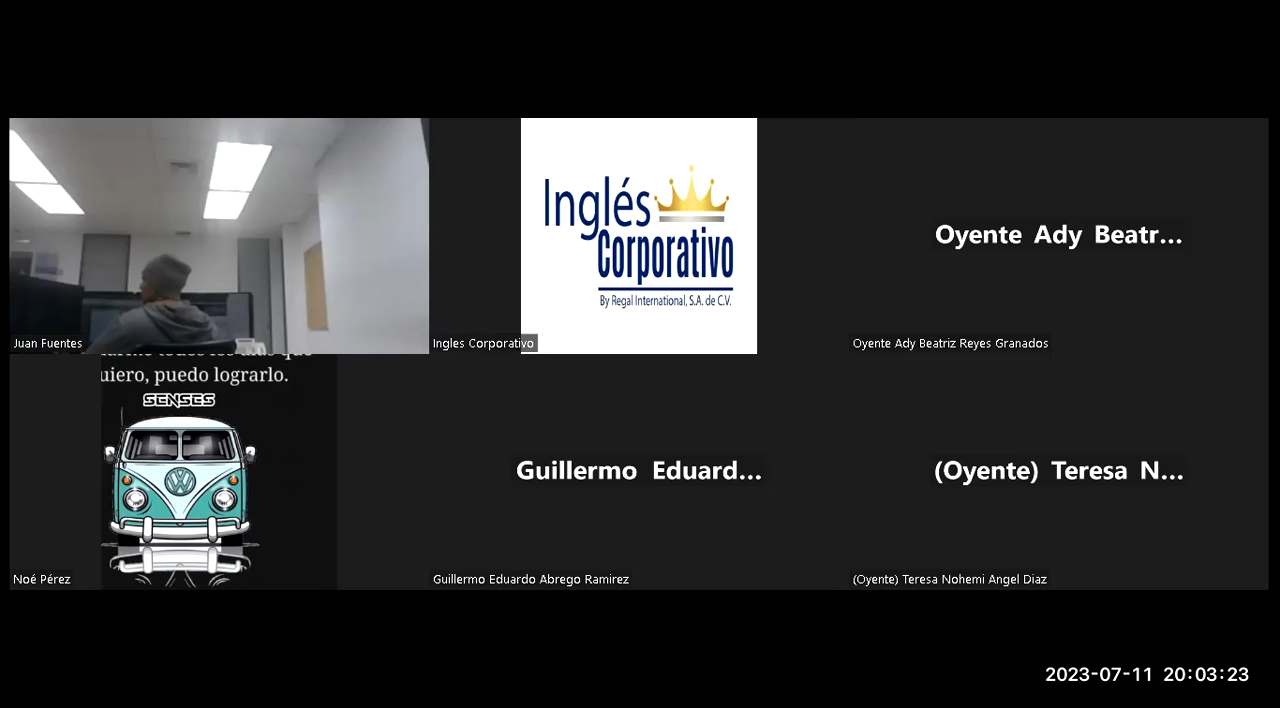 Inglés
Corporativo
By Regal International, S.A. de C.V.
Oyente Ady Beatr...
Juan Fuentes
Ingles Corporativo
Oyente Ady Beatriz Reyes Granados
uiero, puedo lograrlo.
SENSES
Guillermo Eduard...
(Oyente) Teresa N...
Noé Pérez
Guillermo Eduardo Abrego Ramirez
(Oyente) Teresa Nohemi Angel Diaz
2023-07-11 20:03:23